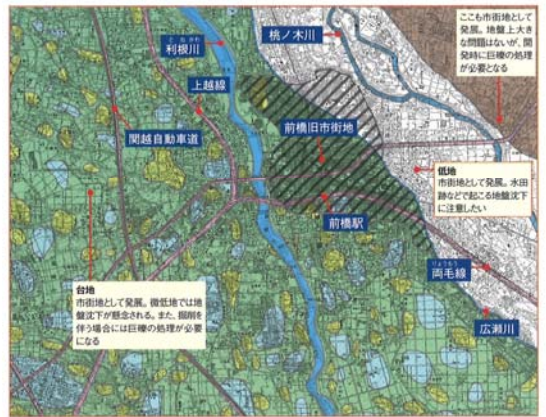 ここも市街地として
発展。地盤上大き
な問題はないが、開
発時に巨礫の処理
が必要となる
桃ノ木川
とねがわ
利根川
上越線
関越自動車道
前橋旧市街地
低地
市街地として発展。水田
跡などで起こる地盤沈下
に注意したい
前橋駅
りょうもう
両毛線
台地
市街地として発展。微低地では地
盤沈下が懸念される。また、掘削を
伴う場合には巨礫の処理が必要
になる
広瀬川